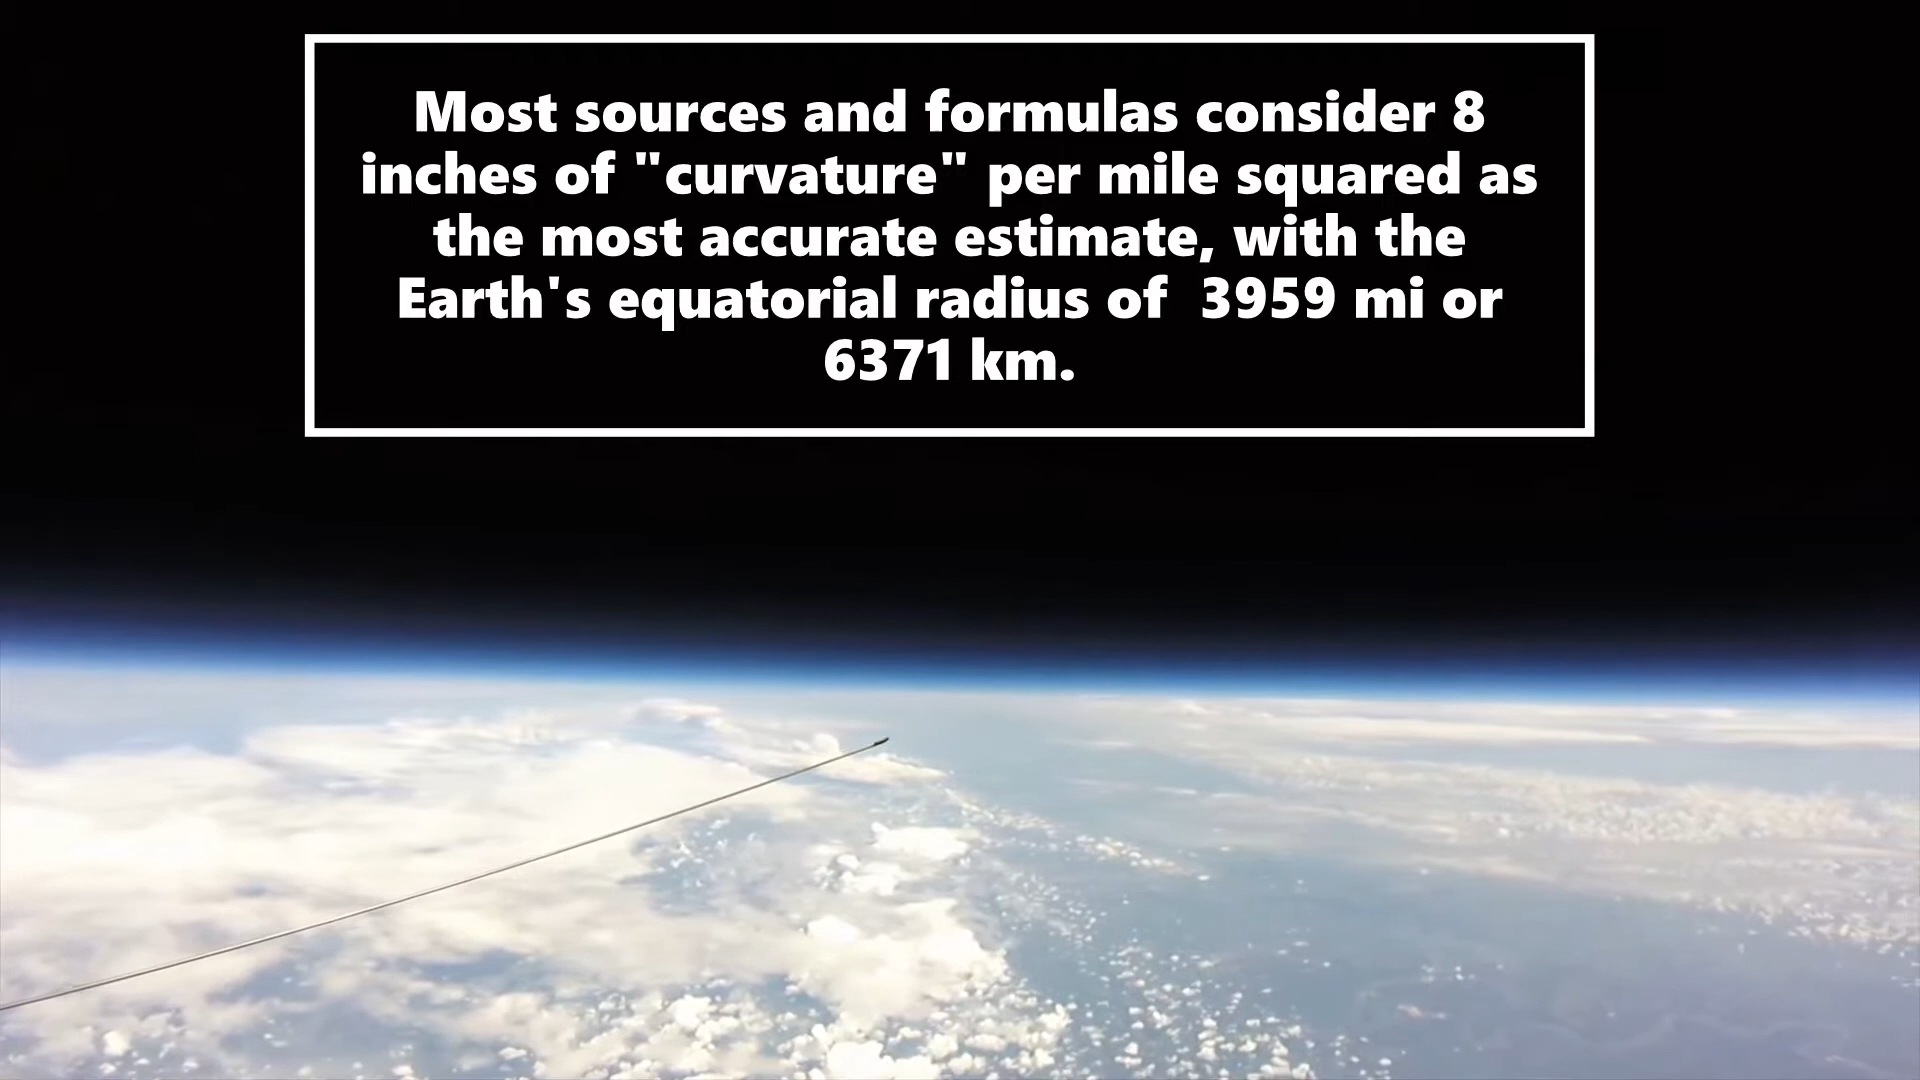 Most sources and formulas consider 8
inches of "curvature" per mile squared as
the most accurate estimate, with the
Earth's equatorial radius of  3959 mi or
6371 km.